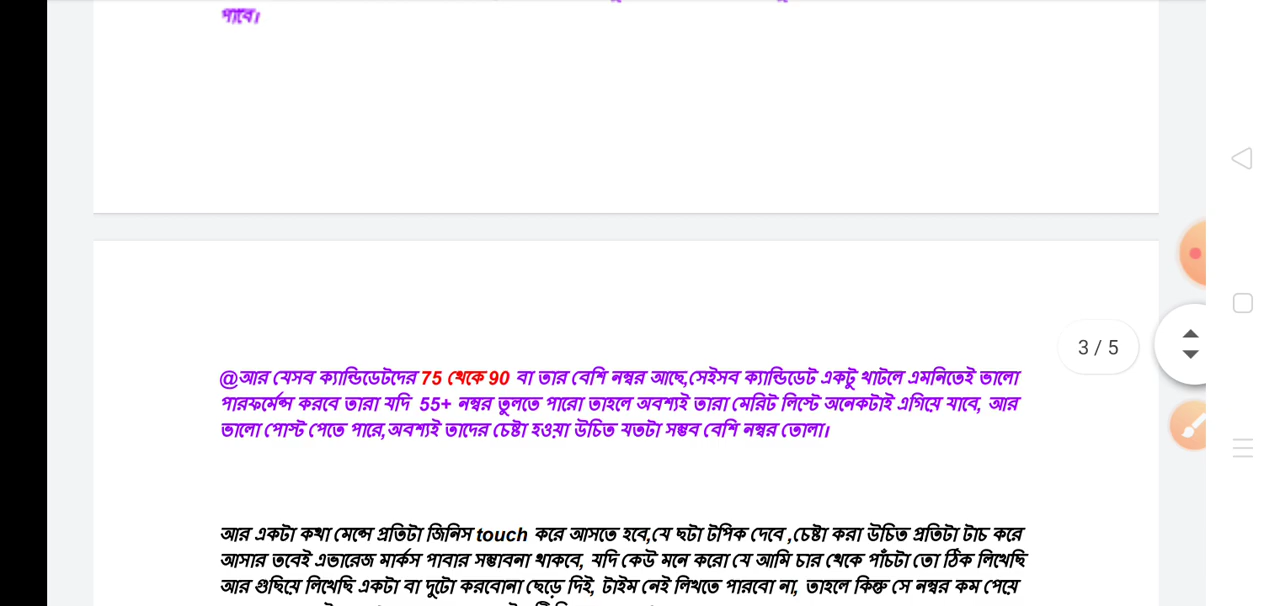 পাবে।
@আর যেসব ক্যান্ডিডেটদের 75 থেকে 90 বা তার বেশি নম্বর আছে,সেইসব ক্যান্ডিডেট একটু খাটলে এমনিতেই ভালো
পারফর্মেন্স করবে তারা যদি 55+ নম্বর তুলতে পারো তাহলে অবশ্যই তারা মেরিট লিস্টে অনেকটাই এগিয়ে যাবে, আর
ভালো পোস্ট পেতে পারে,অবশ্যই তাদের চেষ্টা হওয়া উচিত যতটা সম্ভব বেশি নম্বর তোলা।
3 / 5
আর একটা কথা মেন্সে প্রতিটা জিনিস touch করে আসতে হবে,যে ছটা টপিক দেবে ,চেষ্টা করা উচিত প্রতিটা টাচ করে
আসার তবেই এভারেজ মার্কস পাবার সম্ভাবনা থাকবে, যদি কেউ মনে করো যে আমি চার থেকে পাঁচটা তো ঠিক লিখেছি
আর গুছিয়ে লিখেছি একটা বা দুটো করবোনা ছেড়ে দিই, টাইম নেই লিখতে পারবো না, তাহলে কিন্তু সে নম্বর কম পেয়ে